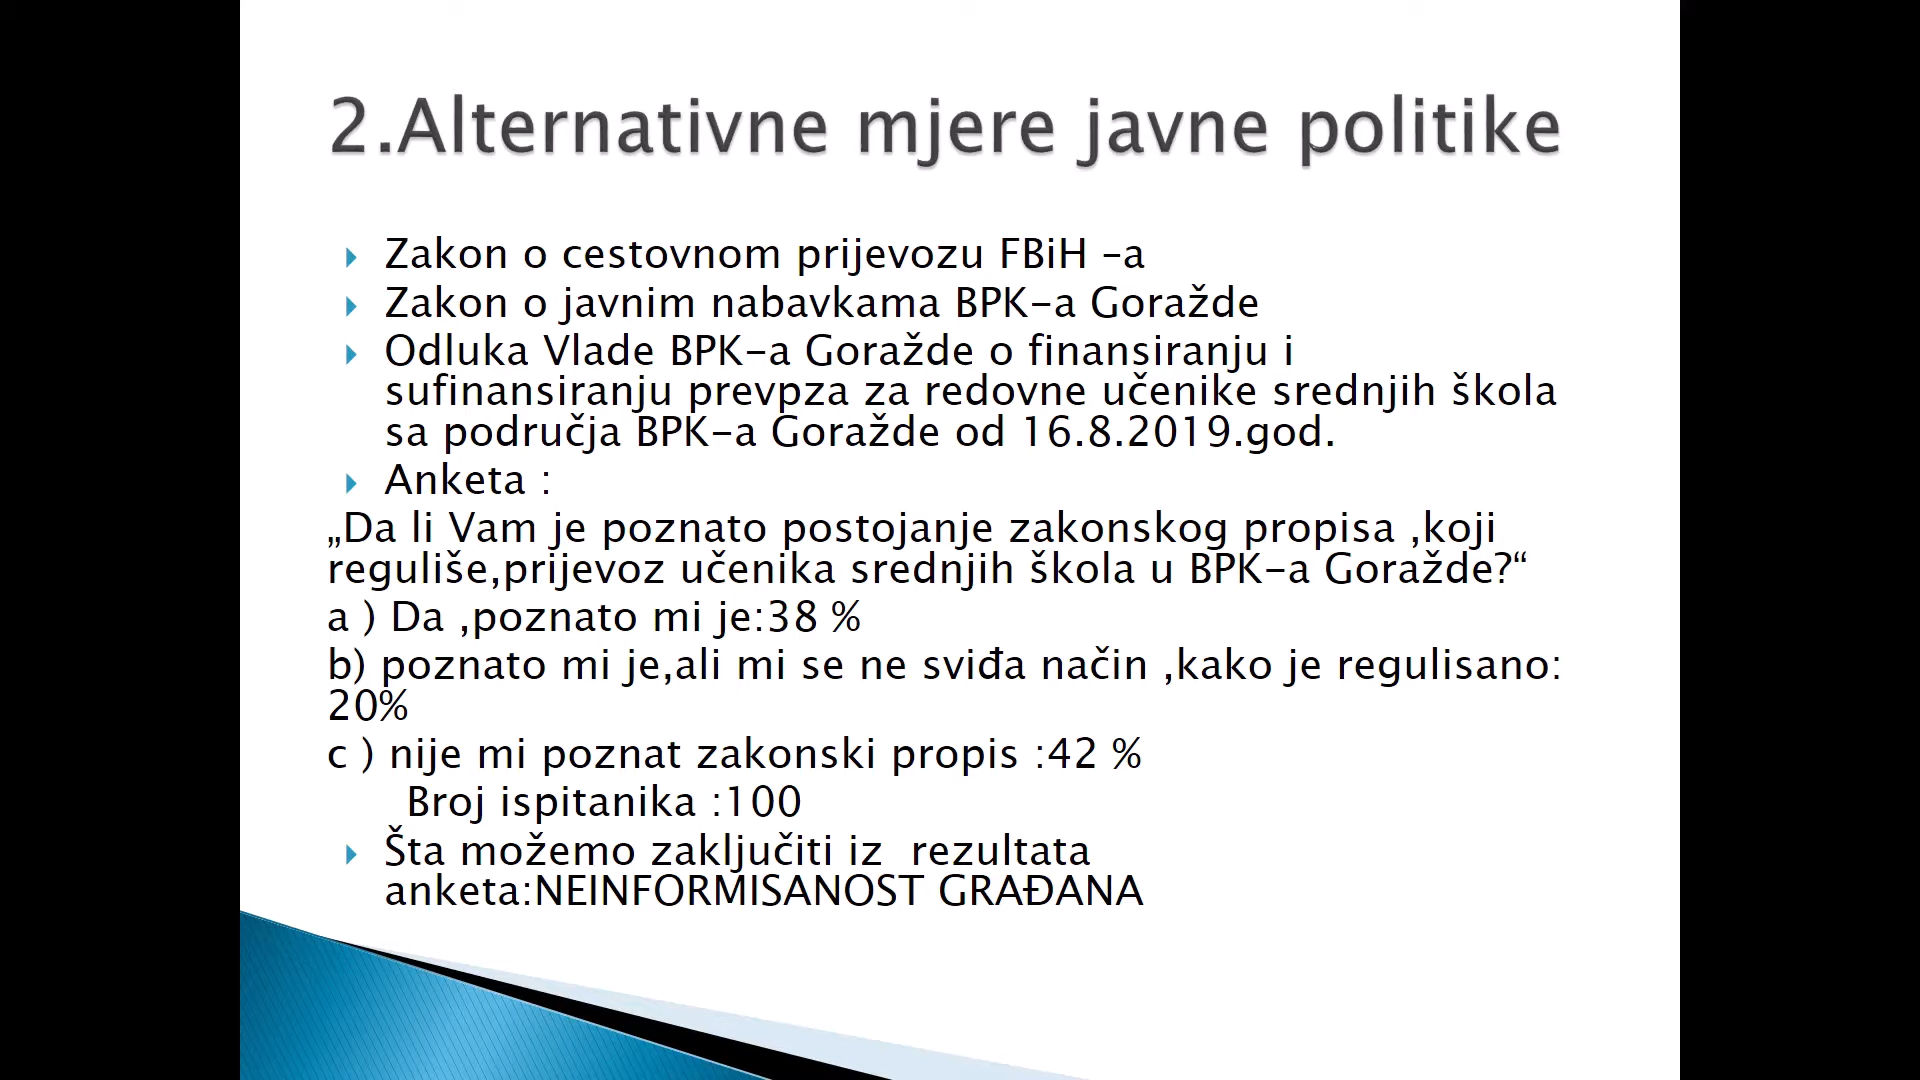 2.Alternativne mjere javne politike
Zakon o cestovnom prijevozu FBiH -a
Zakon o javnim nabavkama BPK-a Goražde
Odluka Vlade BPK-a Goražde o finansiranju i
sufinansiranju prevpza za redovne učenike srednjih škola
sa područja BPK-a Goražde od 16.8.2019.god.
Anketa :
„Da li Vam je poznato postojanje zakonskog propisa ,koji
reguliše,prijevoz učenika srednjih škola u BPK-a Goražde?“
a ) Da ,poznato mi je:38 %
b) poznato mi je,ali mi se ne sviđa način ,kako je regulisano:
20%
c ) nije mi poznat zakonski propis :42 %
Broj ispitanika :100
Šta možemo zaključiti iz  rezultata
anketa:NEINFORMISANOST GRAĐANA